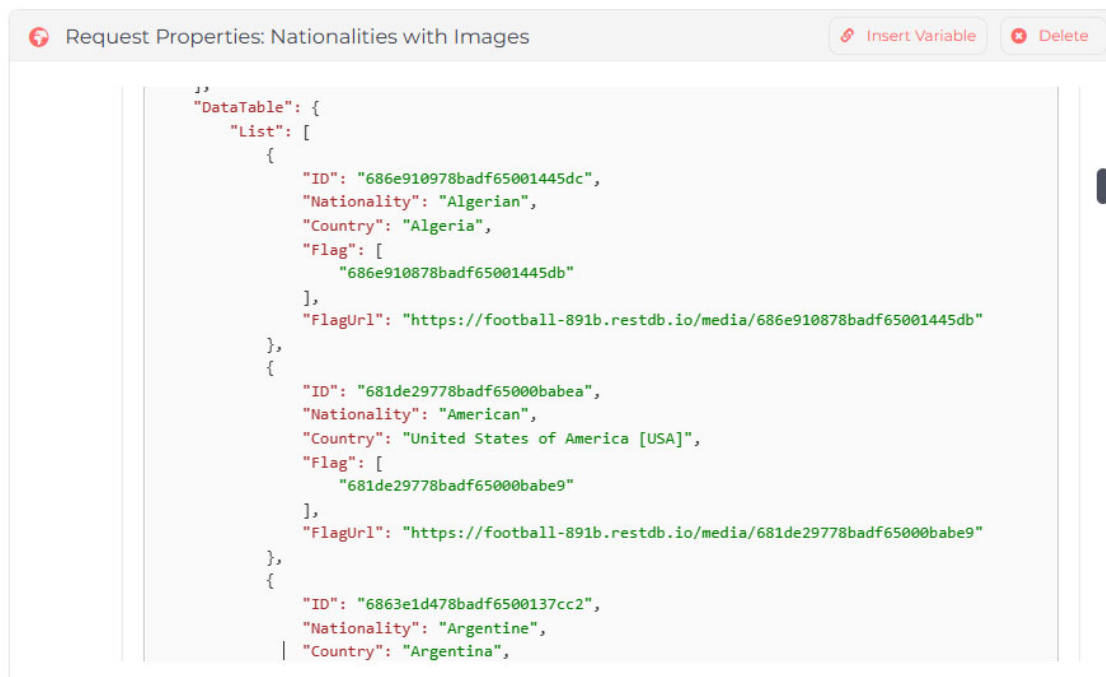 Request Properties: Nationalities with Images
Insert Variable
Delete
],
"DataTable": {
"List": [
{
"ID": "686e910978badf65001445dc",
"Nationality": "Algerian",
"Country": "Algeria",
"Flag": [
"686e910878badf65001445db"
],
"FlagUrl": "https://football-891b.restdb.io/media/686e910878badf65001445db"
},
{
"ID": "681de29778badf65000babea",
"Nationality": "American",
"Country": "United States of America [USA]",
"Flag": [
"681de29778badf65000babe9"
],
"FlagUrl": "https://football-891b.restdb.io/media/681de29778badf65000babe9"
},
{
"ID": "6863e1d478badf6500137cc2",
"Nationality": "Argentine",
"Country": "Argentina",